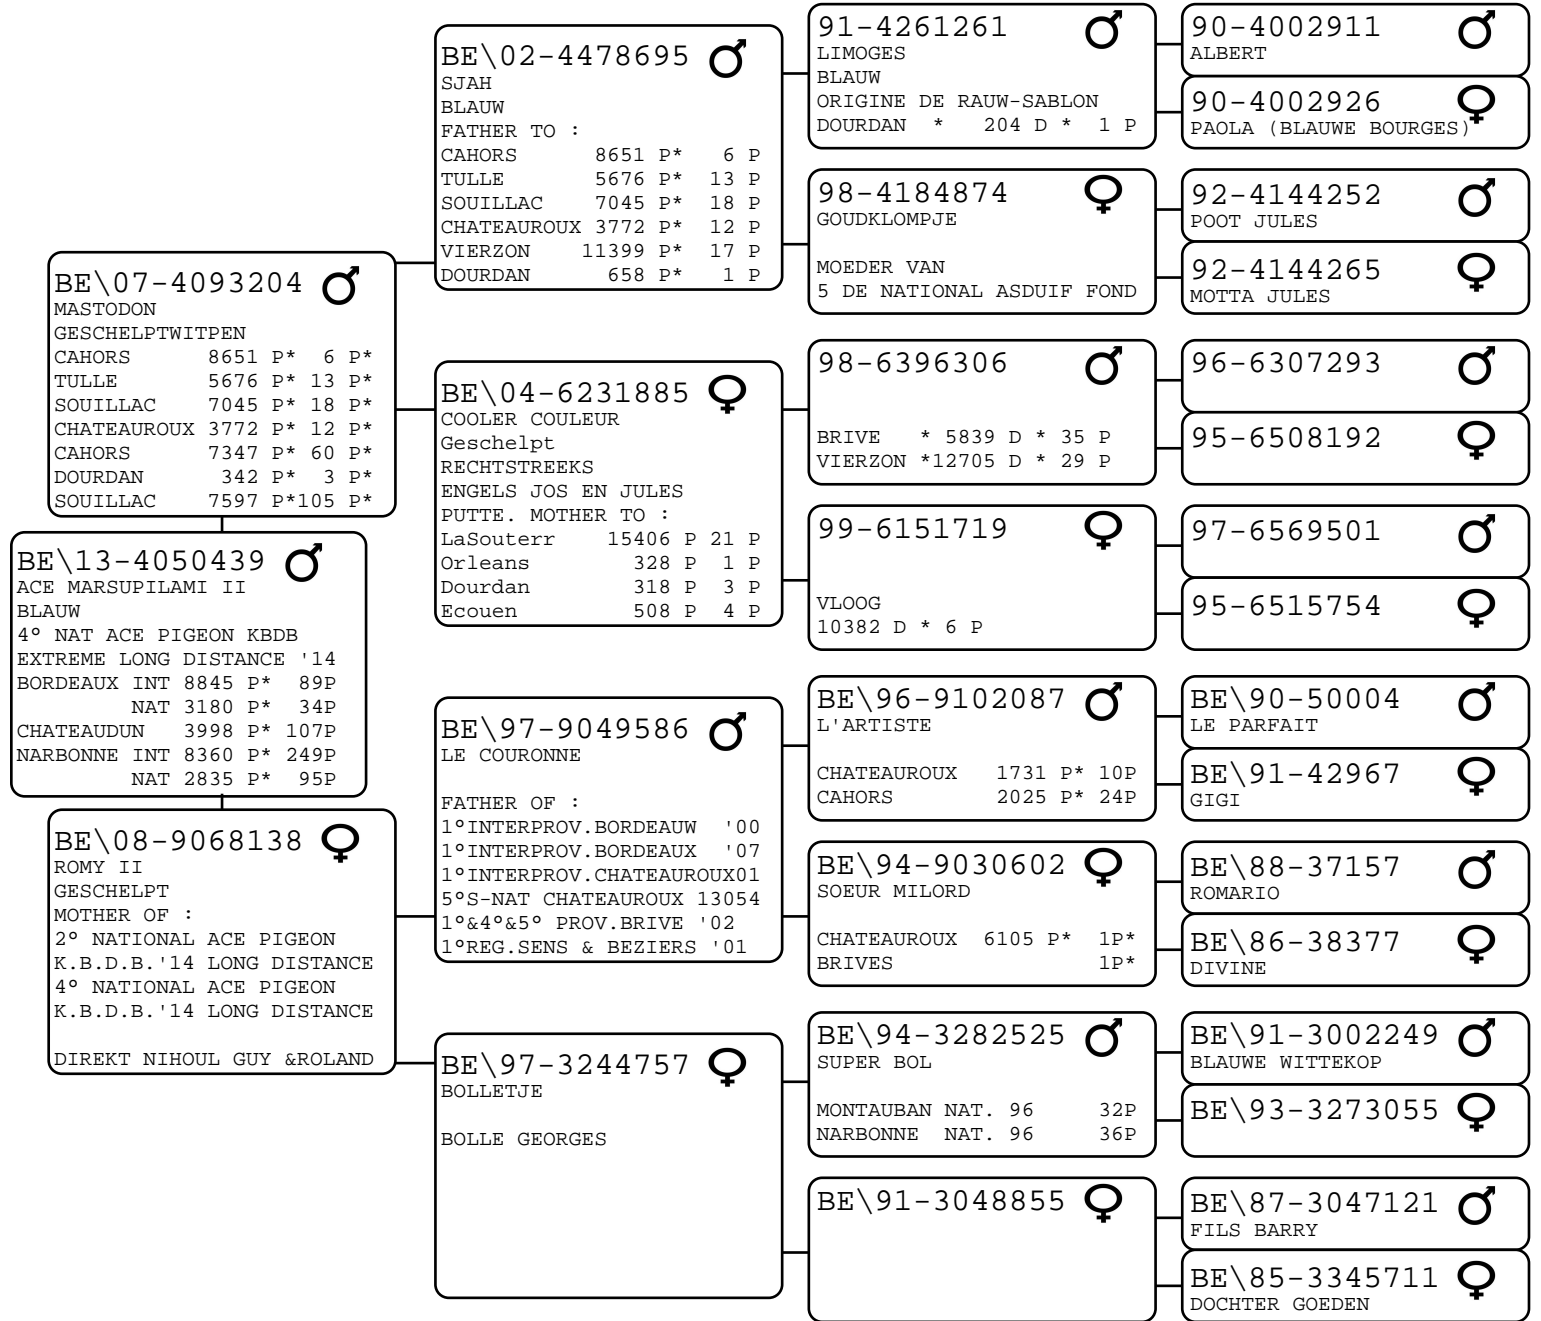 BE\13-4050439 ♂
ACE MARSUPILAMI II
BLAUW
4° NAT ACE PIGEON KBDB
EXTREME LONG DISTANCE '14
BORDEAUX INT 8845 P* 89P
NAT 3180 P* 34P
CHATEAUDUN 3998 P* 107P
NARBONNE INT 8360 P* 249P
NAT 2835 P* 95P
BE\07-4093204 ♂
MASTODON
GESCHELPTWITPEN
CAHORS 8651 P* 6 P*
TULLE 5676 P* 13 P*
SOUILLAC 7045 P* 18 P*
CHATEAUROUX 3772 P* 12 P*
CAHORS 7347 P* 60 P*
DOURDAN 342 P* 3 P*
SOUILLAC 7597 P*105 P*
BE\08-9068138 ♀
ROMY II
GESCHELPT
MOTHER OF :
2° NATIONAL ACE PIGEON
K.B.D.B.'14 LONG DISTANCE
4° NATIONAL ACE PIGEON
K.B.D.B.'14 LONG DISTANCE
DIREKT NIHOUL GUY &ROLAND
BE\02-4478695 ♂
SJAH
BLAUW
FATHER TO :
CAHORS 8651 P* 6 P
TULLE 5676 P* 13 P
SOUILLAC 7045 P* 18 P
CHATEAUROUX 3772 P* 12 P
VIERZON 11399 P* 17 P
DOURDAN 658 P* 1 P
BE\04-6231885 ♀
COOLER COULEUR
Geschelpt
RECHTSTREEKS
ENGELS JOS EN JULES
PUTTE. MOTHER TO :
LaSouterr 15406 P 21 P
Orleans 328 P 1 P
Dourdan 318 P 3 P
Ecouen 508 P 4 P
BE\97-9049586 ♂
LE COURONNE
FATHER OF :
1°INTERPROV.BORDEAUW '00
1°INTERPROV.BORDEAUX '07
1°INTERPROV.CHATEAUROUX01
5°S-NAT CHATEAUROUX 13054
1°&4°&5° PROV.BRIVE '02
1°REG.SENS & BEZIERS '01
BE\97-3244757 ♀
BOLLETJE
BOLLE GEORGES
91-4261261 ♂
LIMOGES
BLAUW
ORIGINE DE RAUW-SABLON
DOURDAN * 204 D * 1 P
98-4184874 ♀
GOUDKLOMPJE
MOEDER VAN
5 DE NATIONAL ASDUIF FOND
98-6396306 ♂
BRIVE * 5839 D * 35 P
VIERZON *12705 D * 29 P
99-6151719 ♀
VLOOG
10382 D * 6 P
BE\96-9102087 ♂
L'ARTISTE
CHATEAUROUX 1731 P* 10P
CAHORS 2025 P* 24P
BE\94-9030602 ♀
SOEUR MILORD
CHATEAUROUX 6105 P* 1P*
BRIVES 1P*
BE\94-3282525 ♂
SUPER BOL
MONTAUBAN NAT. 96 32P
NARBONNE NAT. 96 36P
BE\91-3048855 ♀
90-4002911 ♂
ALBERT
90-4002926 ♀
PAOLA (BLAUWE BOURGES)
92-4144252 ♂
POOT JULES
92-4144265 ♀
MOTTA JULES
96-6307293 ♂
95-6508192 ♀
97-6569501 ♂
95-6515754 ♀
BE\90-50004 ♂
LE PARFAIT
BE\91-42967 ♀
GIGI
BE\88-37157 ♂
ROMARIO
BE\86-38377 ♀
DIVINE
BE\91-3002249 ♂
BLAUWE WITTEKOP
BE\93-3273055 ♀
BE\87-3047121 ♂
FILS BARRY
BE\85-3345711 ♀
DOCHTER GOEDEN